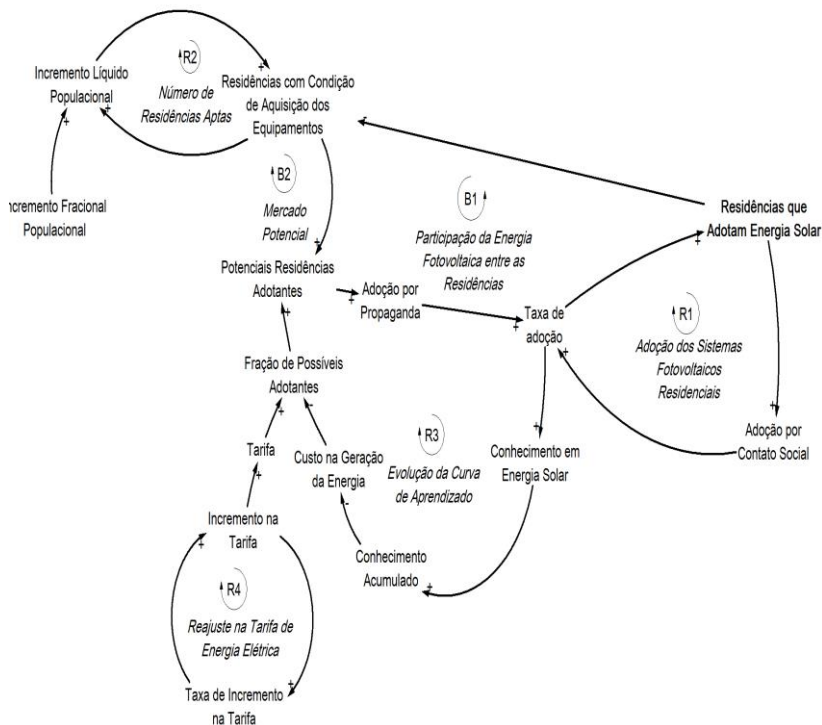 R2
Incremento Líquido
Populacional
Número de
Residências Aptas
Residências com Condição
de Aquisição dos
Equipamentos
ncremento Fracional
Populacional
B2
Mercado
Potencial
B1
Participação da Energia
Fotovoltaica entre as
Residências
Residências que
Adotam Energia Solar
Potenciais Residências
Adotantes
Adoção por
Propaganda
Taxa de
adoção
R1
Adoção dos Sistemas
Fotovoltaicos
Residenciais
Fração de Possíveis
Adotantes
Adoção por
Contato Social
Tarifa
Custo na Geração
da Energia
R3
Evolução da Curva
de Aprendizado
Conhecimento em
Energia Solar
Incremento na
Tarifa
Conhecimento
Acumulado
R4
Reajuste na Tarifa de
Energia Elétrica
Taxa de Incremento
na Tarifa